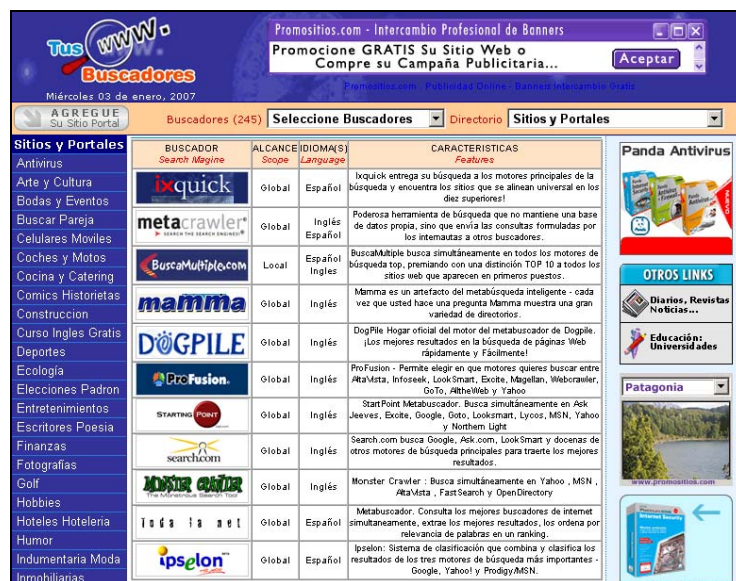 Tus WWW.
Buscadores
Miércoles 03 de enero, 2007
Promositios.com - Intercambio Profesional de Banners
Promocione GRATIS Su Sitio Web o
Compre su Campaña Publicitaria...
Aceptar
Promositios.com . Publicidad Online - Banners Intercambio Gratis
AGREGUE
Su Sitio Portal
Buscadores (245) Seleccione Buscadores Directorio Sitios y Portales
Sitios y Portales
Antivirus
Arte y Cultura
Bodas y Eventos
Buscar Pareja
Celulares Moviles
Coches y Motos
Cocina y Catering
Comics Historietas
Construccion
Curso Ingles Gratis
Deportes
Ecología
Elecciones Padron
Entretenimientos
Escritores Poesia
Finanzas
Fotografías
Golf
Hobbies
Hoteles Hoteleria
Humor
Indumentaria Moda
Inmobiliarias
BUSCADOR ALCANCE IDIOMA(S) CARACTERISTICAS
Search Magine Scope Language Features
ixquick Global Español
Ixquick entrega su búsqueda a los motores principales de la
búsqueda y encuentra los sitios que se alinean universal en los
diez superiores!
metacrawler
SEARCH THE SEARCH ENGINES!
Global Inglés
Español
Poderosa herramienta de búsqueda que no mantiene una base
de datos propia, sino que envía las consultas formuladas por
los internautas a otros buscadores.
BuscaMultiple.com Local Español
Ingles
BuscaMultiple busca simultáneamente en todos los motores de
búsqueda top, premiando con una distinción TOP 10 a todos los
sitios web que aparecen en primeros puestos.
mamma Global Inglés
Mamma es un artefacto del metabúsqueda inteligente - cada
vez que usted hace una pregunta Mamma muestra una gran
variedad de directorios.
DOGPILE Global Inglés
DogPile Hogar oficial del motor del metabuscador de Dogpile.
¡Los mejores resultados en la búsqueda de páginas Web
rápidamente y Fácilmente!
ProFusion. Global Inglés
ProFusion - Permite elegir en que motores quieres buscar entre
AltaVista, Infoseek, LookSmart, Excite, Magellan, Webcrawler,
GoTo, AlltheWeb y Yahoo
STARTING POINT Global Inglés
StartPoint Metabuscador. Busca simultáneamente en Ask
Jeeves, Excite, Google, Goto, Looksmart, Lycos, MSN, Yahoo
y Northern Light
search.com Global Inglés
Search.com busca Google, Ask.com, LookSmart y docenas de
otros motores de búsqueda principales para traerte los mejores
resultados.
MONSTER CRAWLER
The Monstrous Search Tool
Global Inglés
Monster Crawler : Busca simultáneamente en Yahoo , MSN ,
AltaVista , FastSearch y OpenDirectory
Toda la net Global Español
Metabuscador. Consulta los mejores buscadores de internet
simultaneamente, extrae los mejores resultados, los ordena por
relevancia de palabras en un ranking.
ipselon Global Español
Ipselon: Sistema de clasificación que combina y clasifica los
resultados de los tres motores de búsqueda más importantes -
Google, Yahoo! y Prodigy/MSN.
Panda Antivirus
NUEVO
Panda
OTROS LINKS
Diarios, Revistas
Noticias...
Educación:
Universidades
Patagonia
www.promositios.com
Internet Security